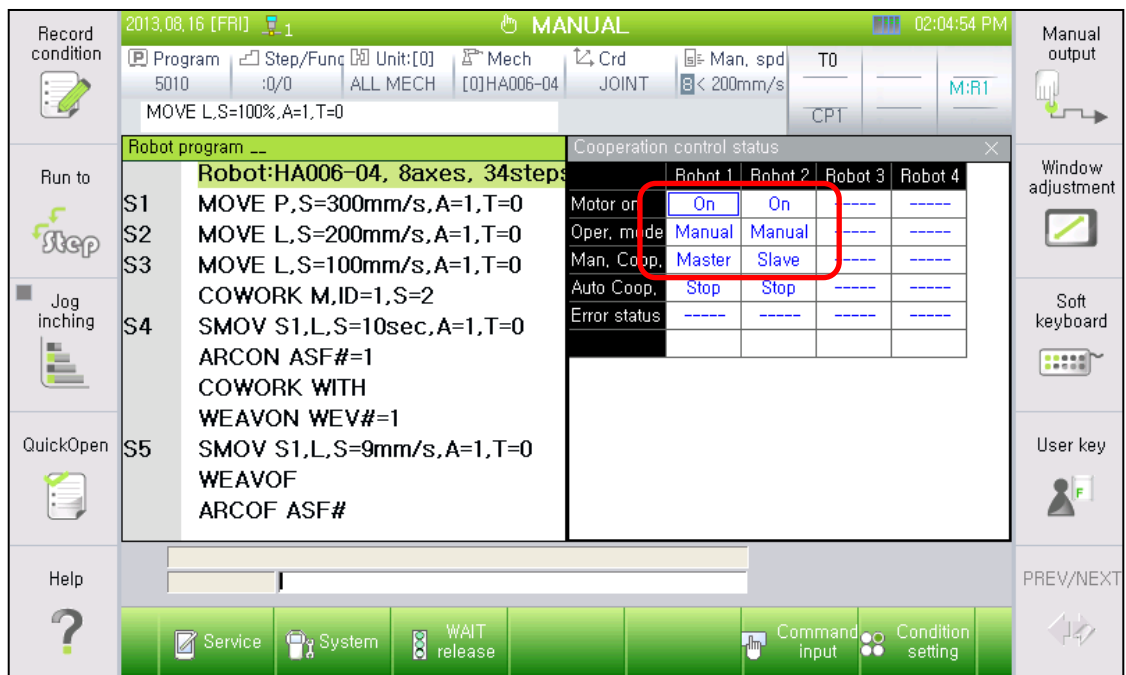 Record
condition
Run to
Step
Jog
inching
QuickOpen
Help
2013,08,16 [FRI] 1
MANUAL
02:04:54 PM
P Program
5010
Step/Func
:0/0
Unit:[0]
ALL MECH
Mech
[0]HA006-04
Crd
JOINT
Man, spd
8< 200mm/s
T0
CP1
M:R1
MOVE L,S=100%,A=1,T=0
Robot program __
Robot:HA006-04, 8axes, 34steps
S1 MOVE P,S=300mm/s,A=1,T=0
S2 MOVE L,S=200mm/s,A=1,T=0
S3 MOVE L,S=100mm/s,A=1,T=0
COWORK M,ID=1,S=2
S4 SMOV S1,L,S=10sec,A=1,T=0
ARCON ASF#=1
COWORK WITH
WEAVON WEV#=1
S5 SMOV S1,L,S=9mm/s,A=1,T=0
WEAVOF
ARCOF ASF#
Cooperation control status
Robot 1 Robot 2 Robot 3 Robot 4
Motor on On On ----- -----
Oper, mode Manual Manual ----- -----
Man, Coop, Master Slave ----- -----
Auto Coop, Stop Stop ----- -----
Error status ----- ----- ----- -----
Service
System
WAIT
release
Command
input
Condition
setting
Manual
output
Window
adjustment
Soft
keyboard
User key
F
PREV/NEXT